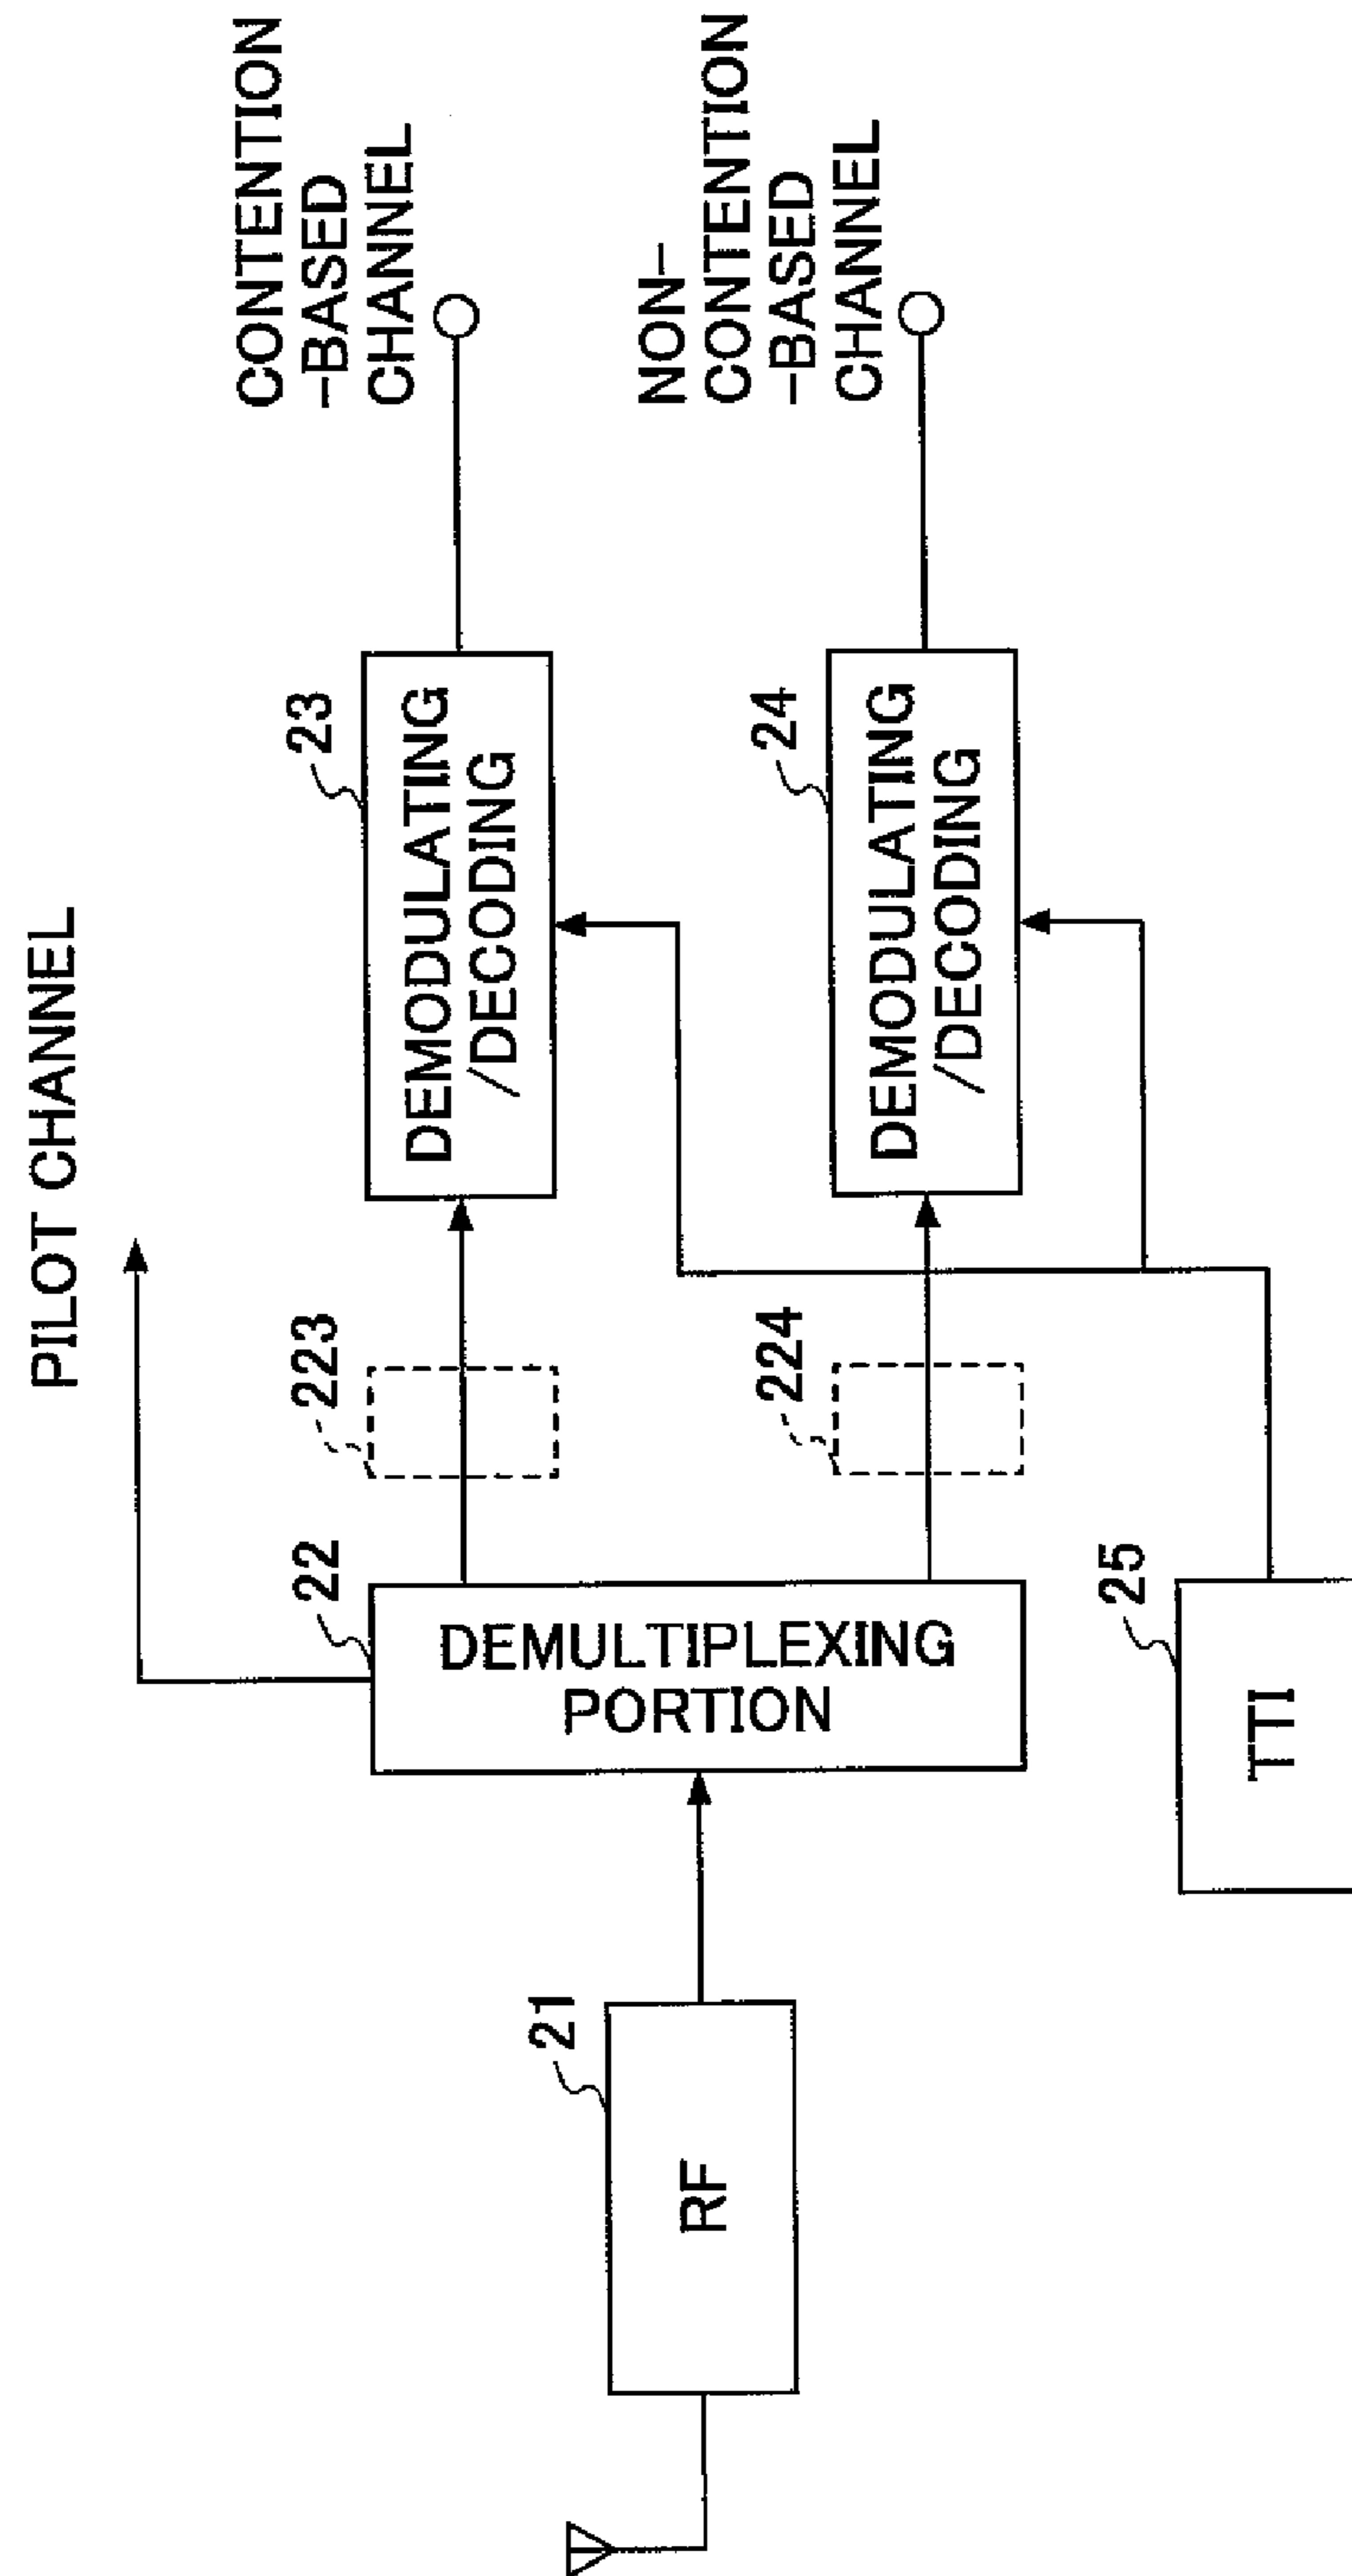 PILOT CHANNEL
CONTENTION
-BASED
CHANNEL
223
23
DEMODULATING
/DECODING
22
DEMULTIPLEXING
PORTION
21
RF
NON-
CONTENTION
-BASED
CHANNEL
224
24
DEMODULATING
/DECODING
25
TTI